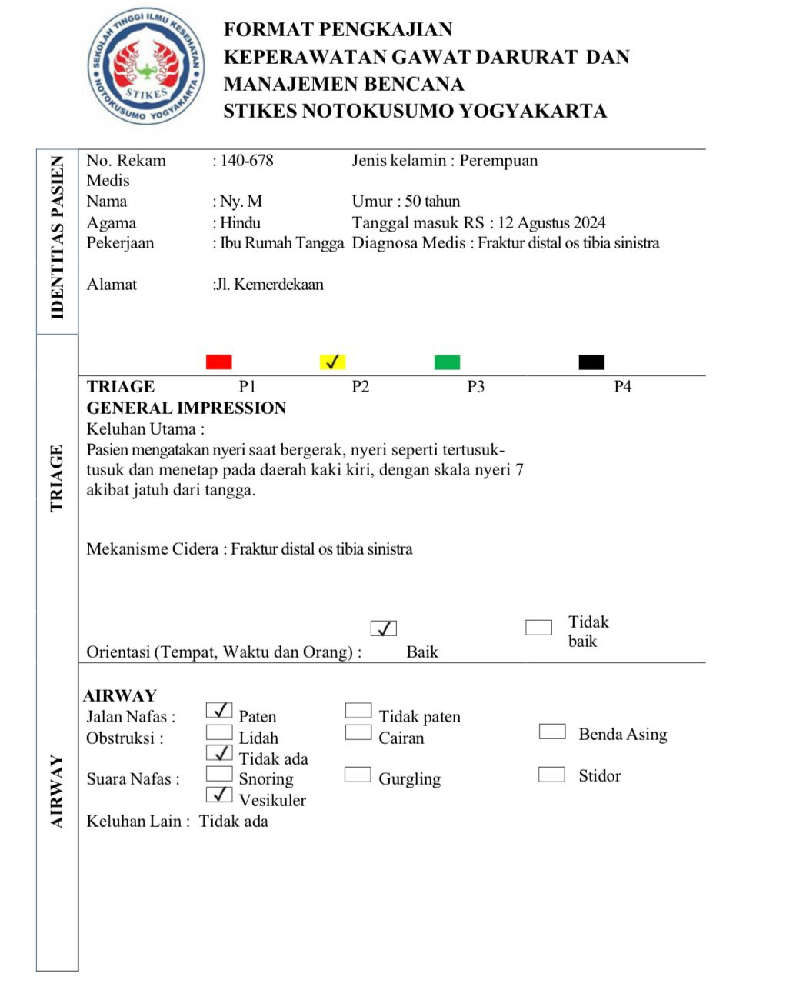 SEKOLAH TINGGI ILMU KESEHATAN
NOTOKUSUMO YOGYAKARTA
STIKES
FORMAT PENGKAJIAN
KEPERAWATAN GAWAT DARURAT DAN
MANAJEMEN BENCANA
STIKES NOTOKUSUMO YOGYAKARTA
IDENTITAS PASIEN
No. Rekam Medis : 140-678 Jenis kelamin : Perempuan
Nama : Ny. M Umur : 50 tahun
Agama : Hindu Tanggal masuk RS : 12 Agustus 2024
Pekerjaan : Ibu Rumah Tangga Diagnosa Medis : Fraktur distal os tibia sinistra
Alamat :Jl. Kemerdekaan
TRIAGE
✓
TRIAGE P1 P2 P3 P4
GENERAL IMPRESSION
Keluhan Utama :
Pasien mengatakan nyeri saat bergerak, nyeri seperti tertusuk-
tusuk dan menetap pada daerah kaki kiri, dengan skala nyeri 7
akibat jatuh dari tangga.
Mekanisme Cidera : Fraktur distal os tibia sinistra
Orientasi (Tempat, Waktu dan Orang) : ✓ Baik Tidak baik
AIRWAY
AIRWAY
Jalan Nafas : ✓ Paten Tidak paten
Obstruksi : Lidah Cairan Benda Asing
✓ Tidak ada
Suara Nafas : Snoring Gurgling Stidor
✓ Vesikuler
Keluhan Lain : Tidak ada